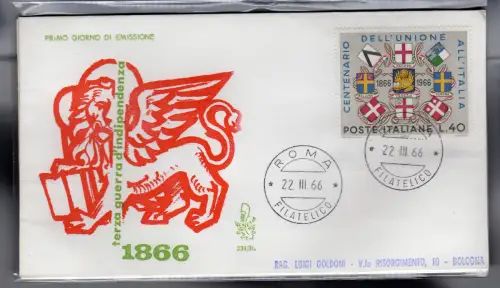 PRIMO GIORNO DI EMISSIONE
terza guerra d'indipendenza
1866
CENTENARIO DELL'UNIONE ALL'ITALIA
1866 1966
POSTE ITALIANE L.40
ROMA
22 III. 66
FILATELICO
22 III. 66
FILATELICO
RAG. LUIGI GOLDONI - V.le RISORGIMENTO, 10 - BOLOGNA